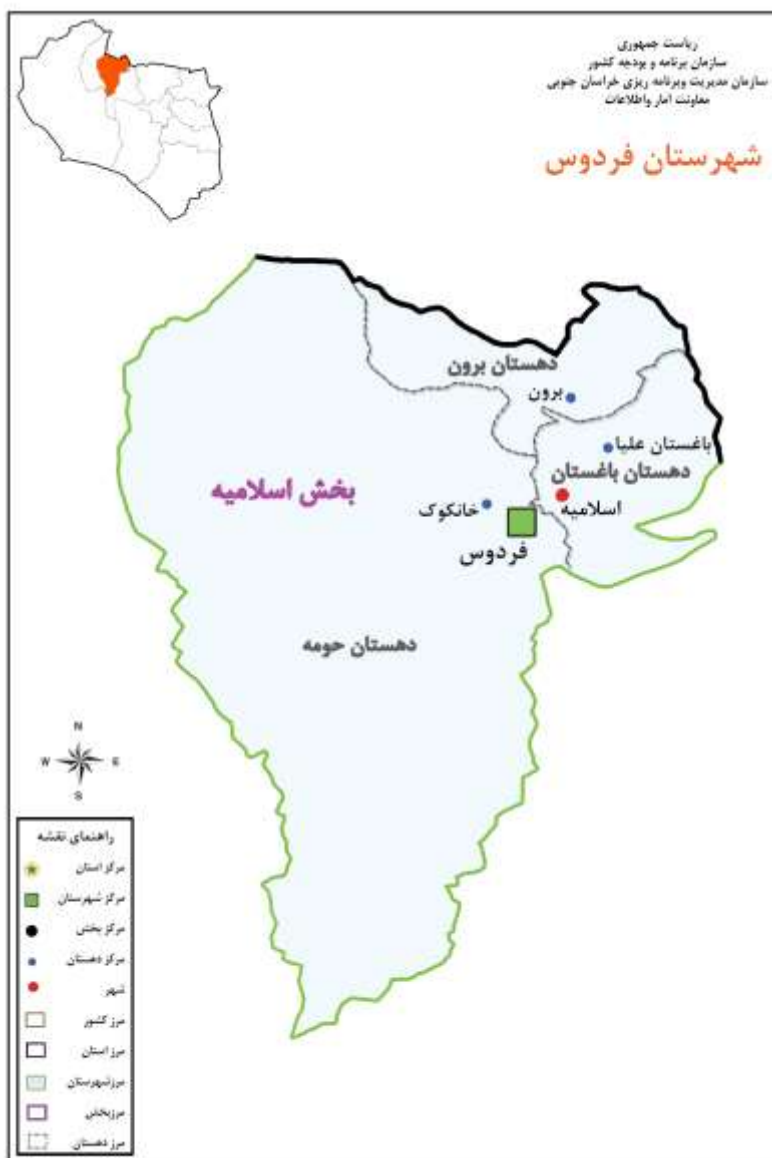 ریاست جمهوری
سازمان برنامه و بودجه کشور
سازمان مدیریت وبرنامه ریزی خراسان جنوبی
معاونت امار واطلاعات
شهرستان فردوس
دهستان برون
برون
باغستان علیا
دهستان باغستان
بخش اسلامیه
اسلامیه
خانکوک
فردوس
دهستان حومه
N
W E
S
راهنمای نقشه
مرکز استان
مرکز شهرستان
مرکز بخش
مرکز دهستان
شهر
مرز کشور
مرز استان
مرزشهرستان
مرزبخش
مرز دهستان